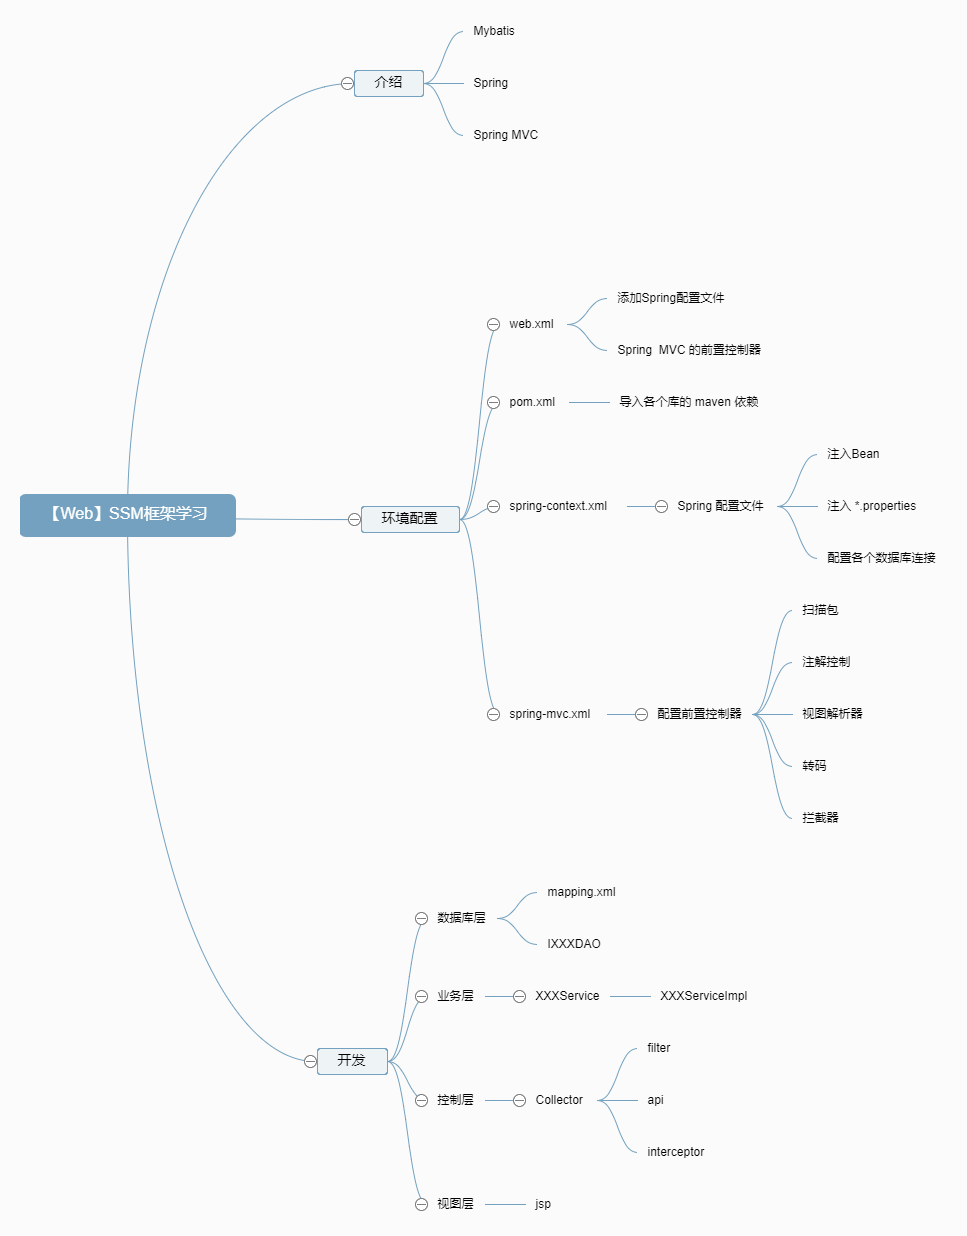 Mybatis
介绍
Spring
Spring MVC
添加Spring配置文件
web.xml
Spring  MVC 的前置控制器
pom.xml
导入各个库的 maven 依赖
注入Bean
【Web】SSM框架学习
环境配置
spring-context.xml
Spring 配置文件
注入 *.properties
配置各个数据库连接
扫描包
注解控制
spring-mvc.xml
配置前置控制器
视图解析器
转码
拦截器
mapping.xml
数据库层
IXXXDAO
业务层
XXXService
XXXServiceImpl
开发
filter
控制层
Collector
api
interceptor
视图层
jsp